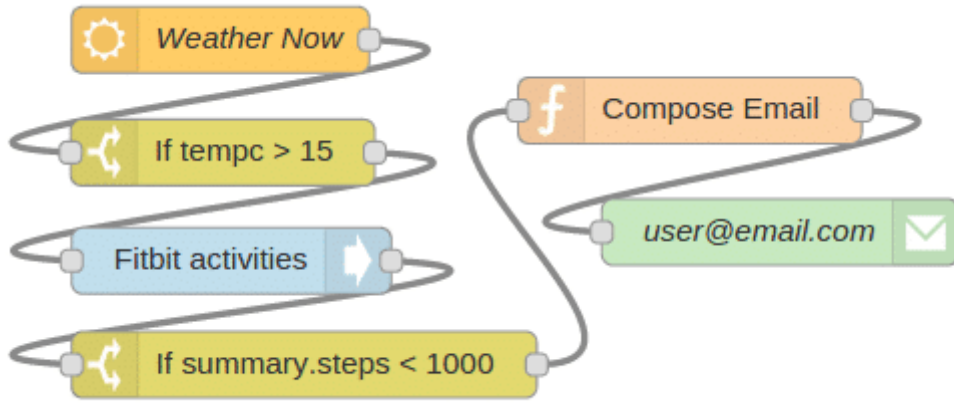 Weather Now
If tempc > 15
Fitbit activities
If summary.steps < 1000
Compose Email
user@email.com